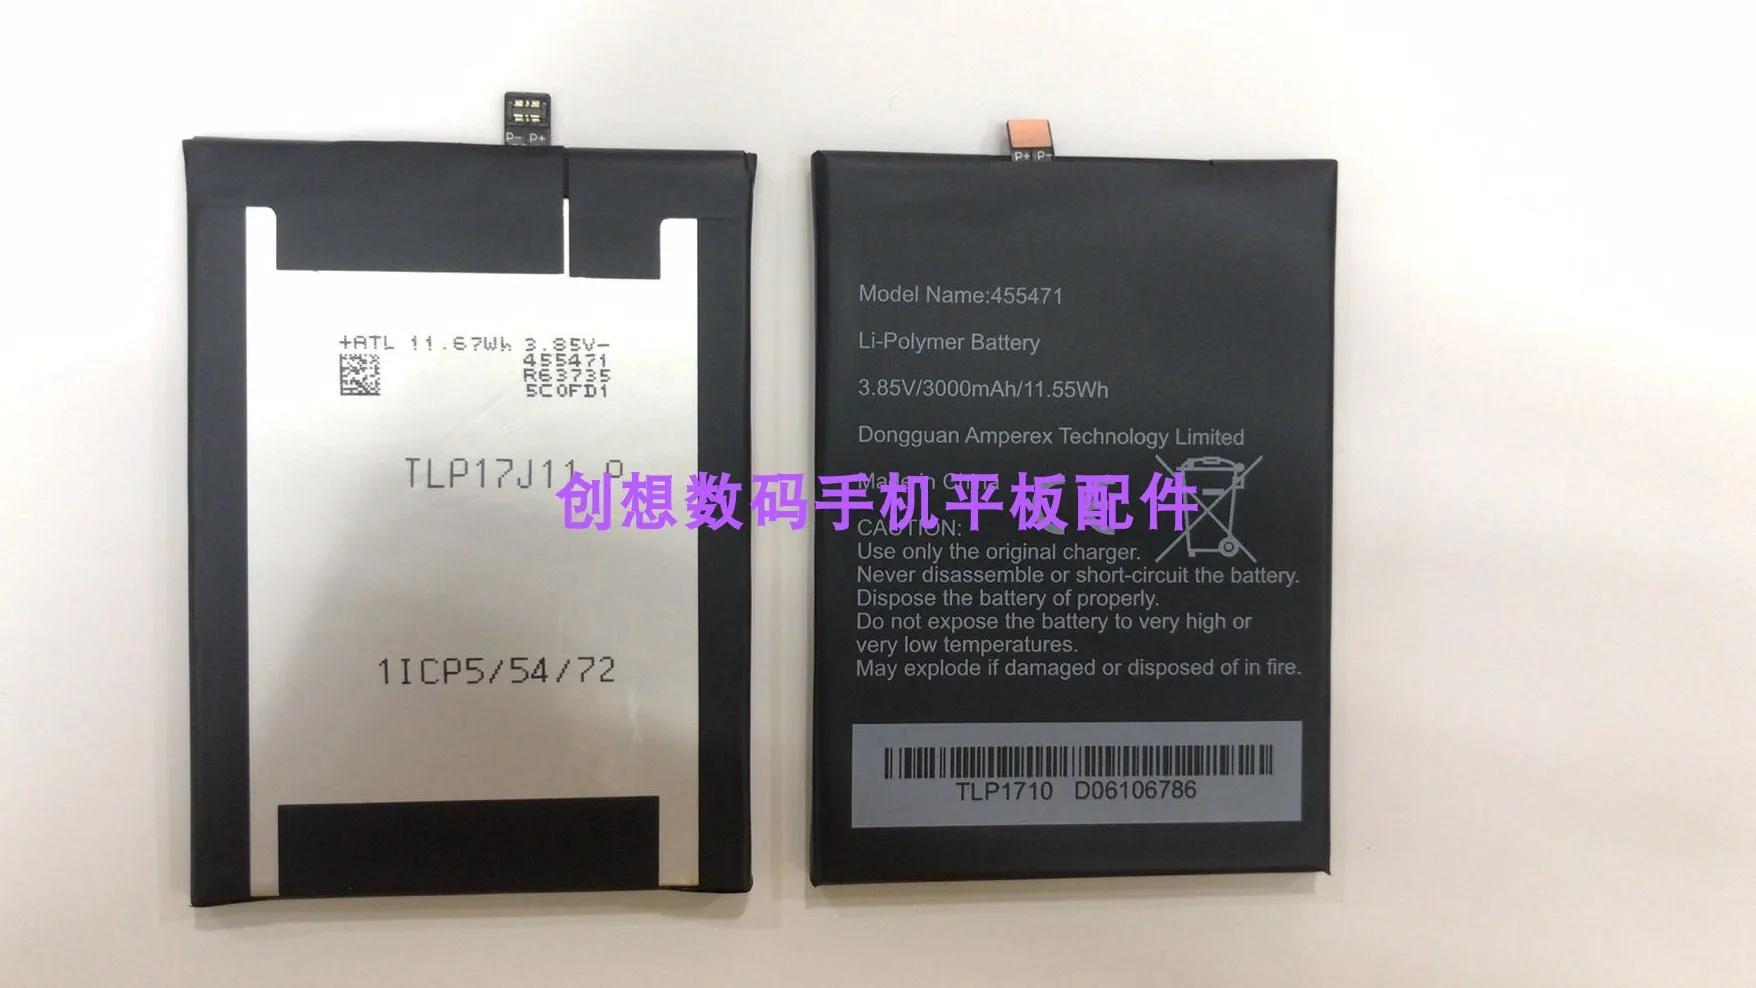 P- P+
+ATL 11.67Wh 3.85V-
455471
R63735
5C0FD1
TLP17J11
1ICP5/54/72
P+ P-
Model Name:455471
Li-Polymer Battery
3.85V/3000mAh/11.55Wh
Dongguan Amperex Technology Limited
Made in China
创想数码手机平板配件
CAUTION:
Use only the original charger.
Never disassemble or short-circuit the battery.
Dispose the battery of properly.
Do not expose the battery to very high or
very low temperatures.
May explode if damaged or disposed of in fire.
TLP1710 D06106786